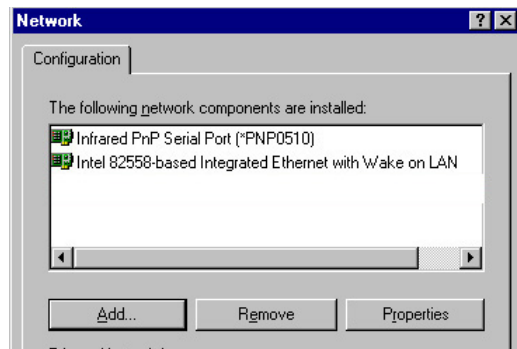 Network
Configuration
The following network components are installed:
Infrared PnP Serial Port (*PNP0510)
Intel 82558-based Integrated Ethernet with Wake on LAN
Add... Remove Properties